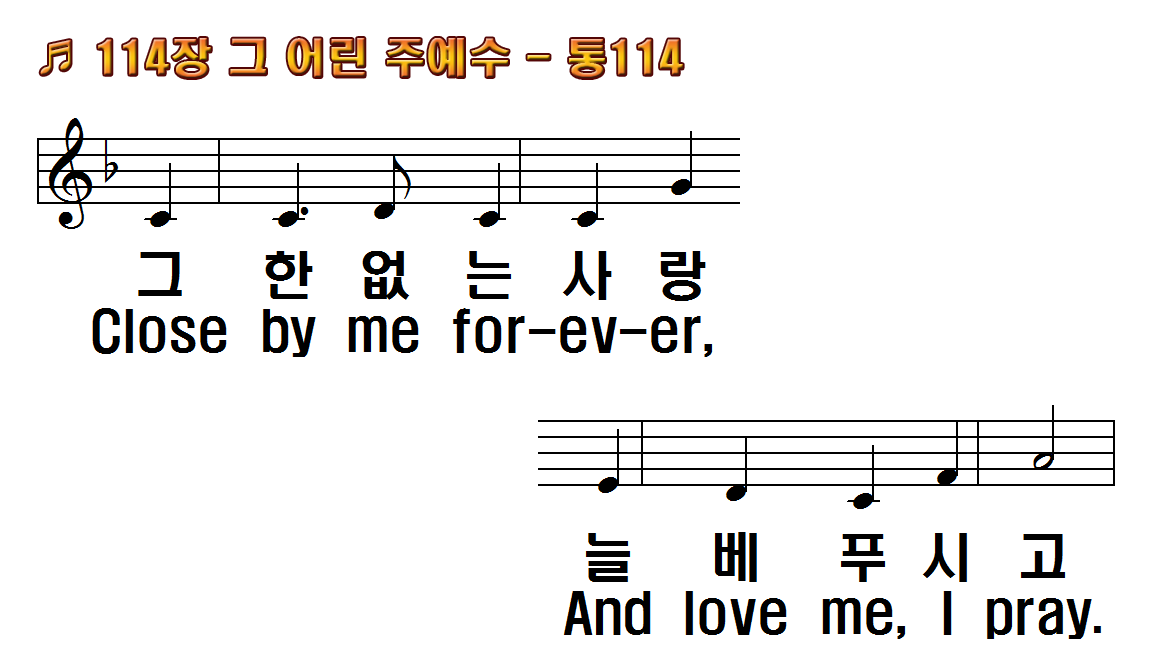 ♬ 114장 그 어린 주예수 - 통114
그 한 없 는 사 랑
Close by me for-ev-er,
늘 베 푸 시 고
And love me, I pray.